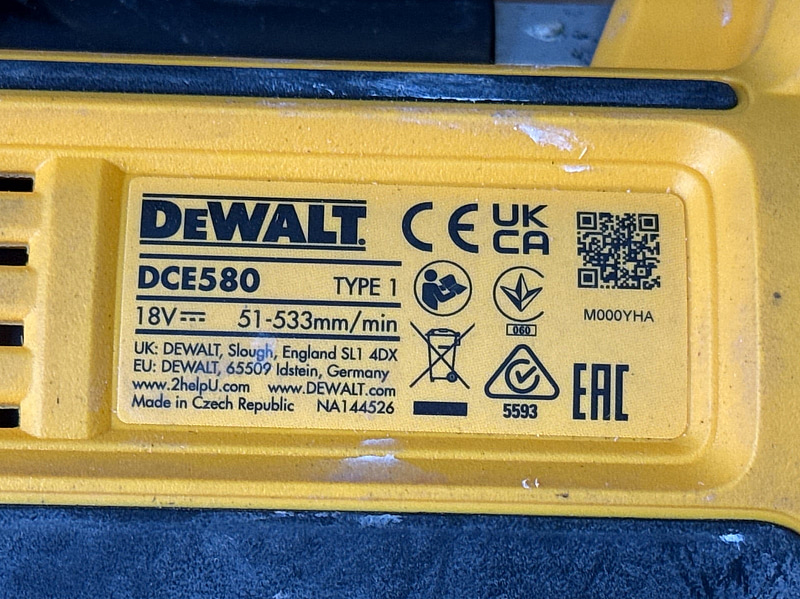 DEWALT
DCE580 TYPE 1
18V⎓ 51-533mm/min
UK: DEWALT, Slough, England SL1 4DX
EU: DEWALT, 65509 Idstein, Germany
www.2helpU.com www.DEWALT.com
Made in Czech Republic NA144526
CE UK
CA
060
5593
EAC
M000YHA